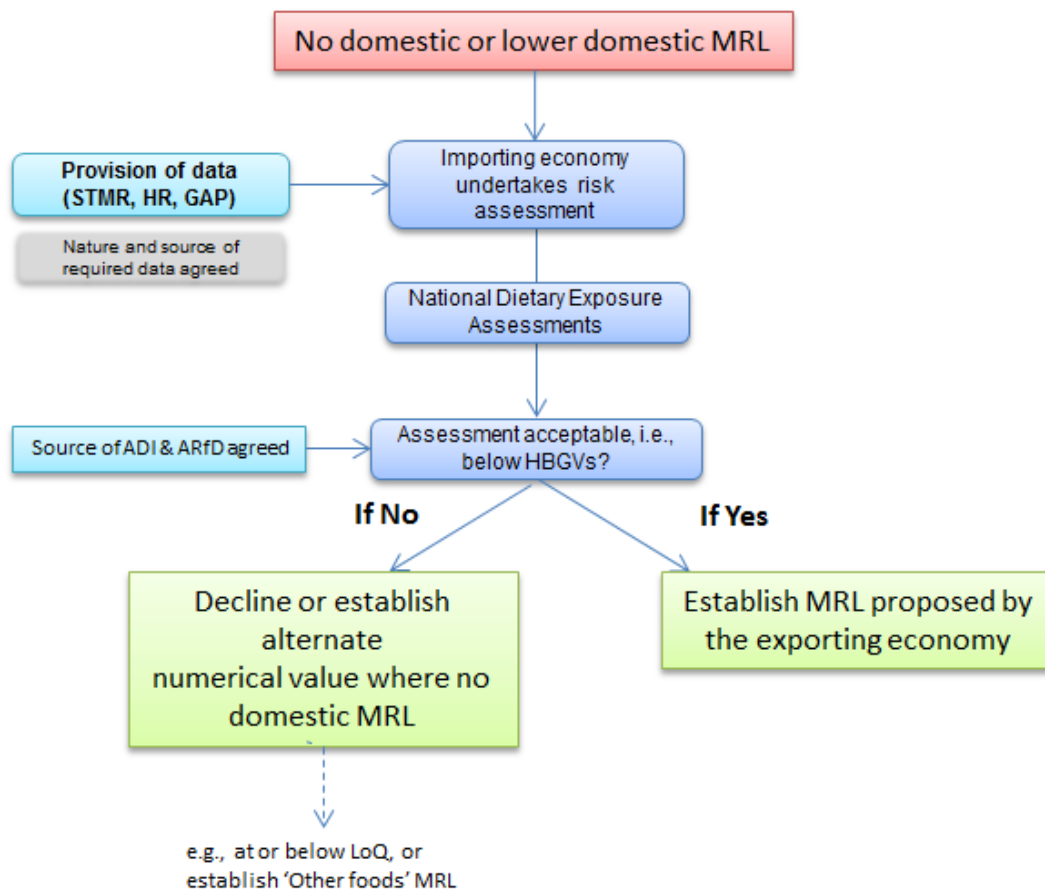 No domestic or lower domestic MRL
Provision of data
(STMR, HR, GAP)
Importing economy
undertakes risk
assessment
Nature and source of
required data agreed
National Dietary Exposure
Assessments
Source of ADI & ARfD agreed
Assessment acceptable, i.e.,
below HBGVs?
If No
If Yes
Decline or establish
alternate
numerical value where no
domestic MRL
Establish MRL proposed by
the exporting economy
e.g., at or below LoQ, or
establish ‘Other foods’ MRL